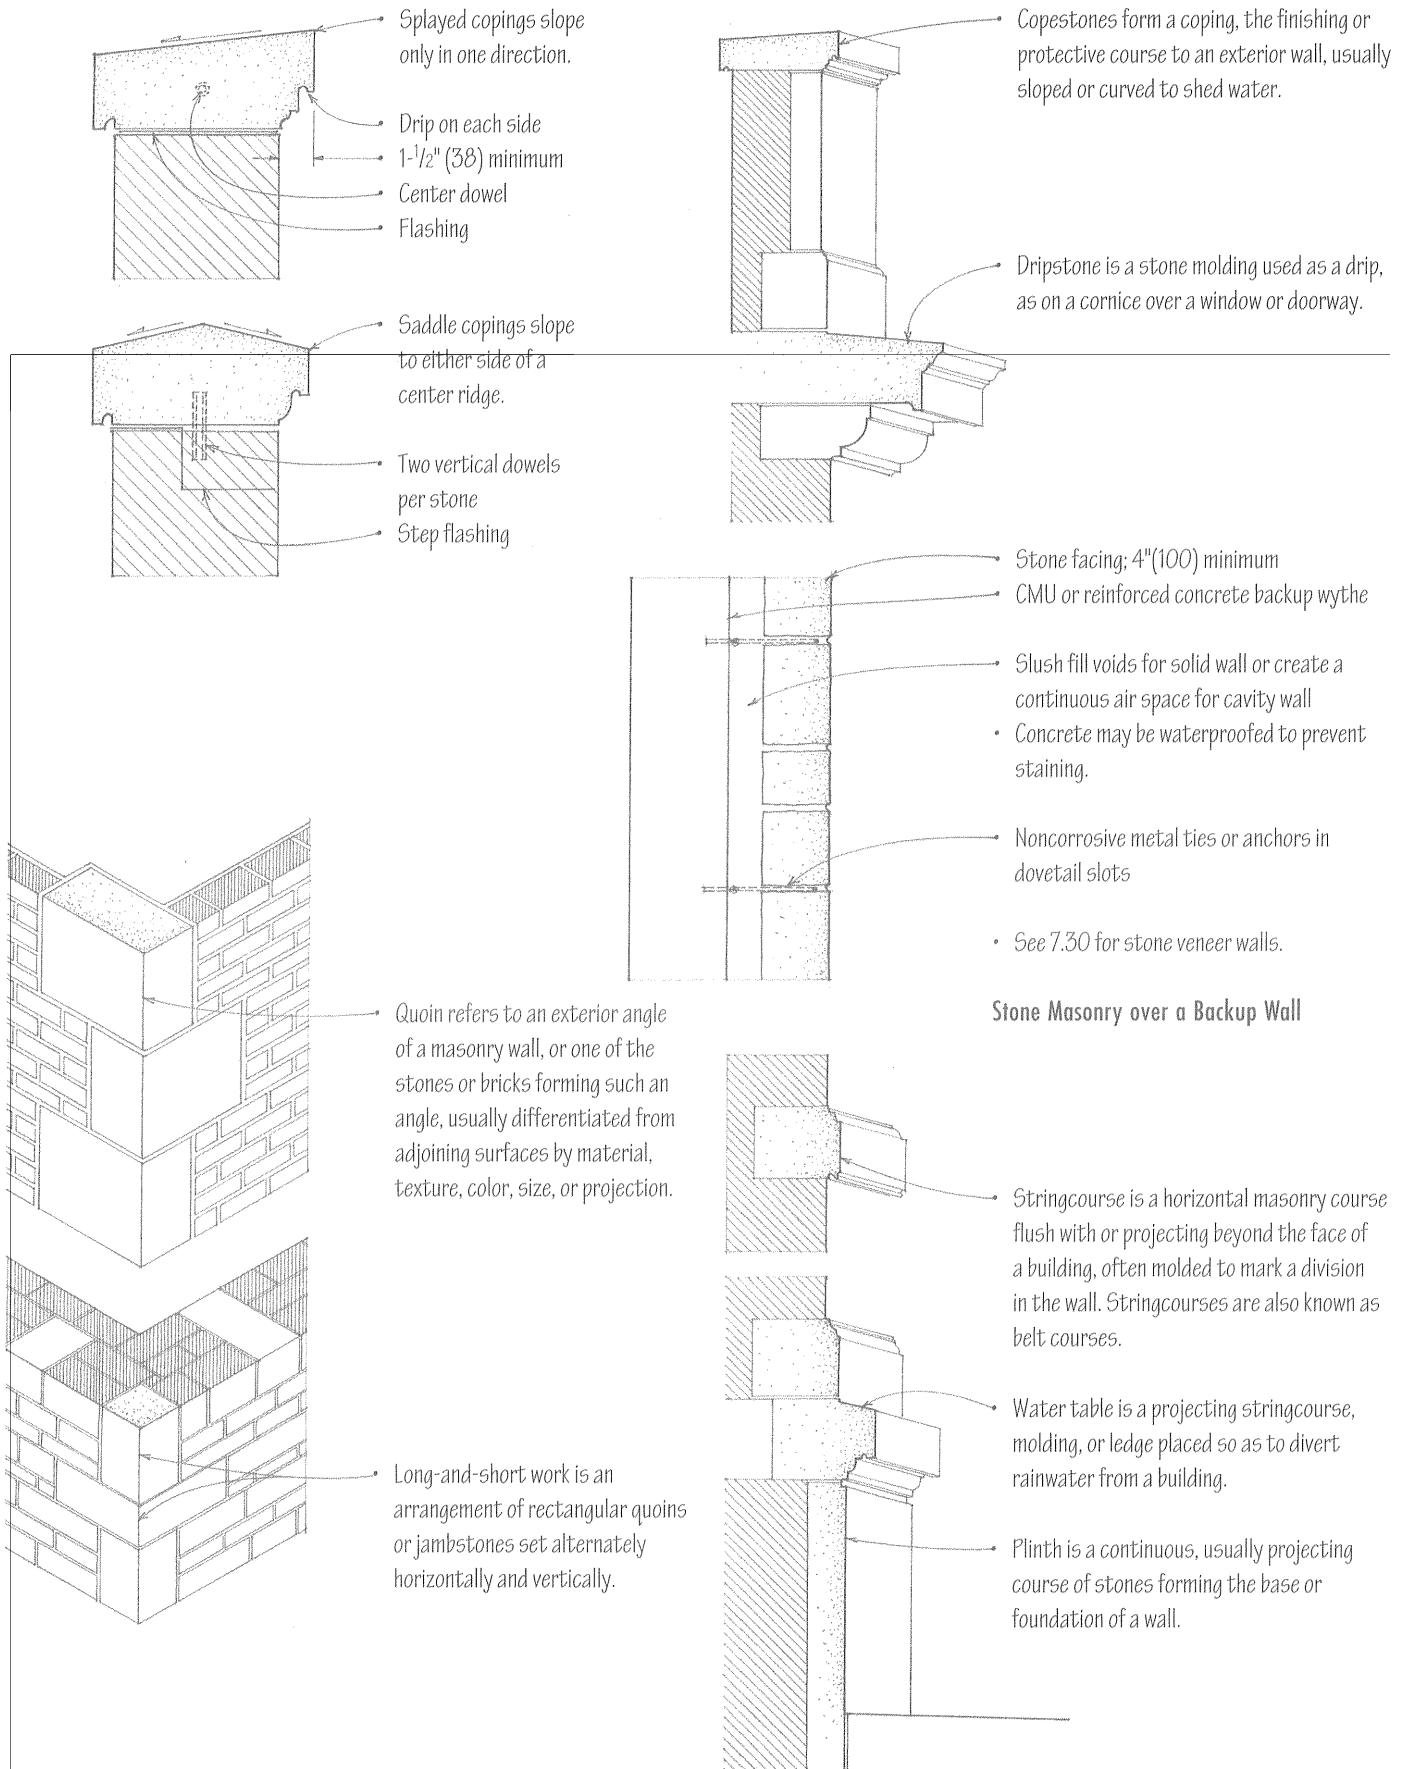 Splayed copings slope
only in one direction.
Drip on each side
1-1/2" (38) minimum
Center dowel
Flashing
Saddle copings slope
to either side of a
center ridge.
Two vertical dowels
per stone
Step flashing
Quoin refers to an exterior angle
of a masonry wall, or one of the
stones or bricks forming such an
angle, usually differentiated from
adjoining surfaces by material,
texture, color, size, or projection.
Long-and-short work is an
arrangement of rectangular quoins
or jambstones set alternately
horizontally and vertically.
Copestones form a coping, the finishing or
protective course to an exterior wall, usually
sloped or curved to shed water.
Dripstone is a stone molding used as a drip,
as on a cornice over a window or doorway.
Stone facing; 4"(100) minimum
CMU or reinforced concrete backup wythe
Slush fill voids for solid wall or create a
continuous air space for cavity wall
• Concrete may be waterproofed to prevent
staining.
Noncorrosive metal ties or anchors in
dovetail slots
• See 7.30 for stone veneer walls.
Stone Masonry over a Backup Wall
Stringcourse is a horizontal masonry course
flush with or projecting beyond the face of
a building, often molded to mark a division
in the wall. Stringcourses are also known as
belt courses.
Water table is a projecting stringcourse,
molding, or ledge placed so as to divert
rainwater from a building.
Plinth is a continuous, usually projecting
course of stones forming the base or
foundation of a wall.